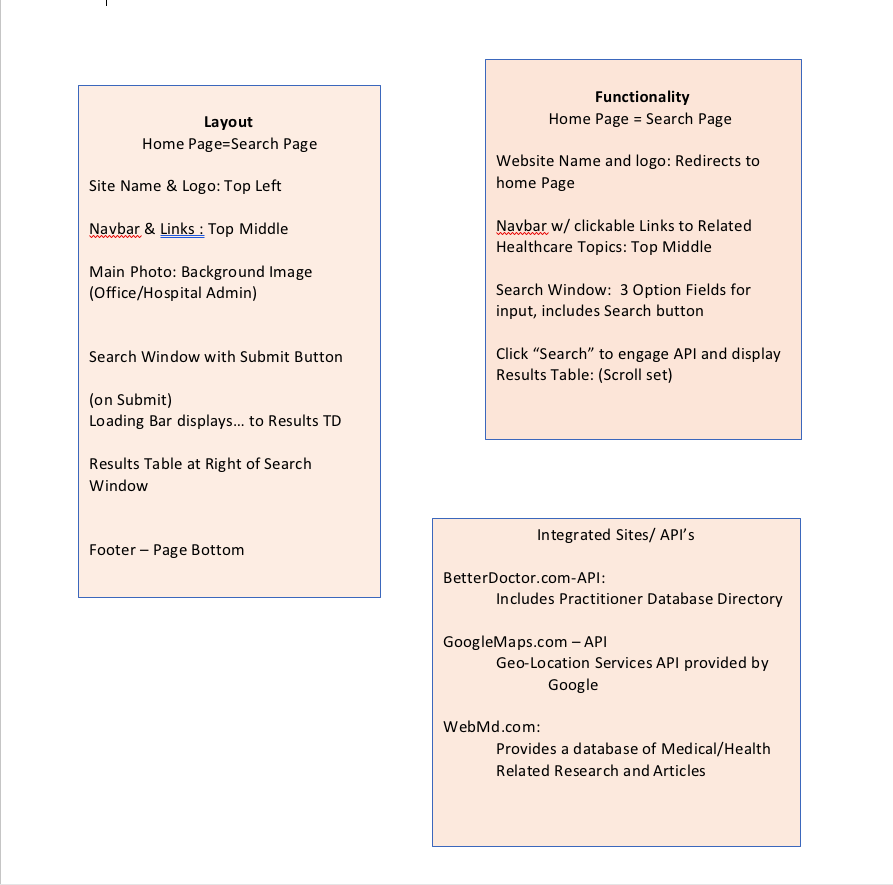 Layout
Home Page=Search Page
Site Name & Logo: Top Left
Navbar & Links : Top Middle
Main Photo: Background Image
(Office/Hospital Admin)
Search Window with Submit Button
(on Submit)
Loading Bar displays… to Results TD
Results Table at Right of Search
Window
Footer – Page Bottom
Functionality
Home Page = Search Page
Website Name and logo: Redirects to
home Page
Navbar w/ clickable Links to Related
Healthcare Topics: Top Middle
Search Window:  3 Option Fields for
input, includes Search button
Click “Search” to engage API and display
Results Table: (Scroll set)
Integrated Sites/ API’s
BetterDoctor.com-API:
Includes Practitioner Database Directory
GoogleMaps.com – API
Geo-Location Services API provided by
Google
WebMd.com:
Provides a database of Medical/Health
Related Research and Articles